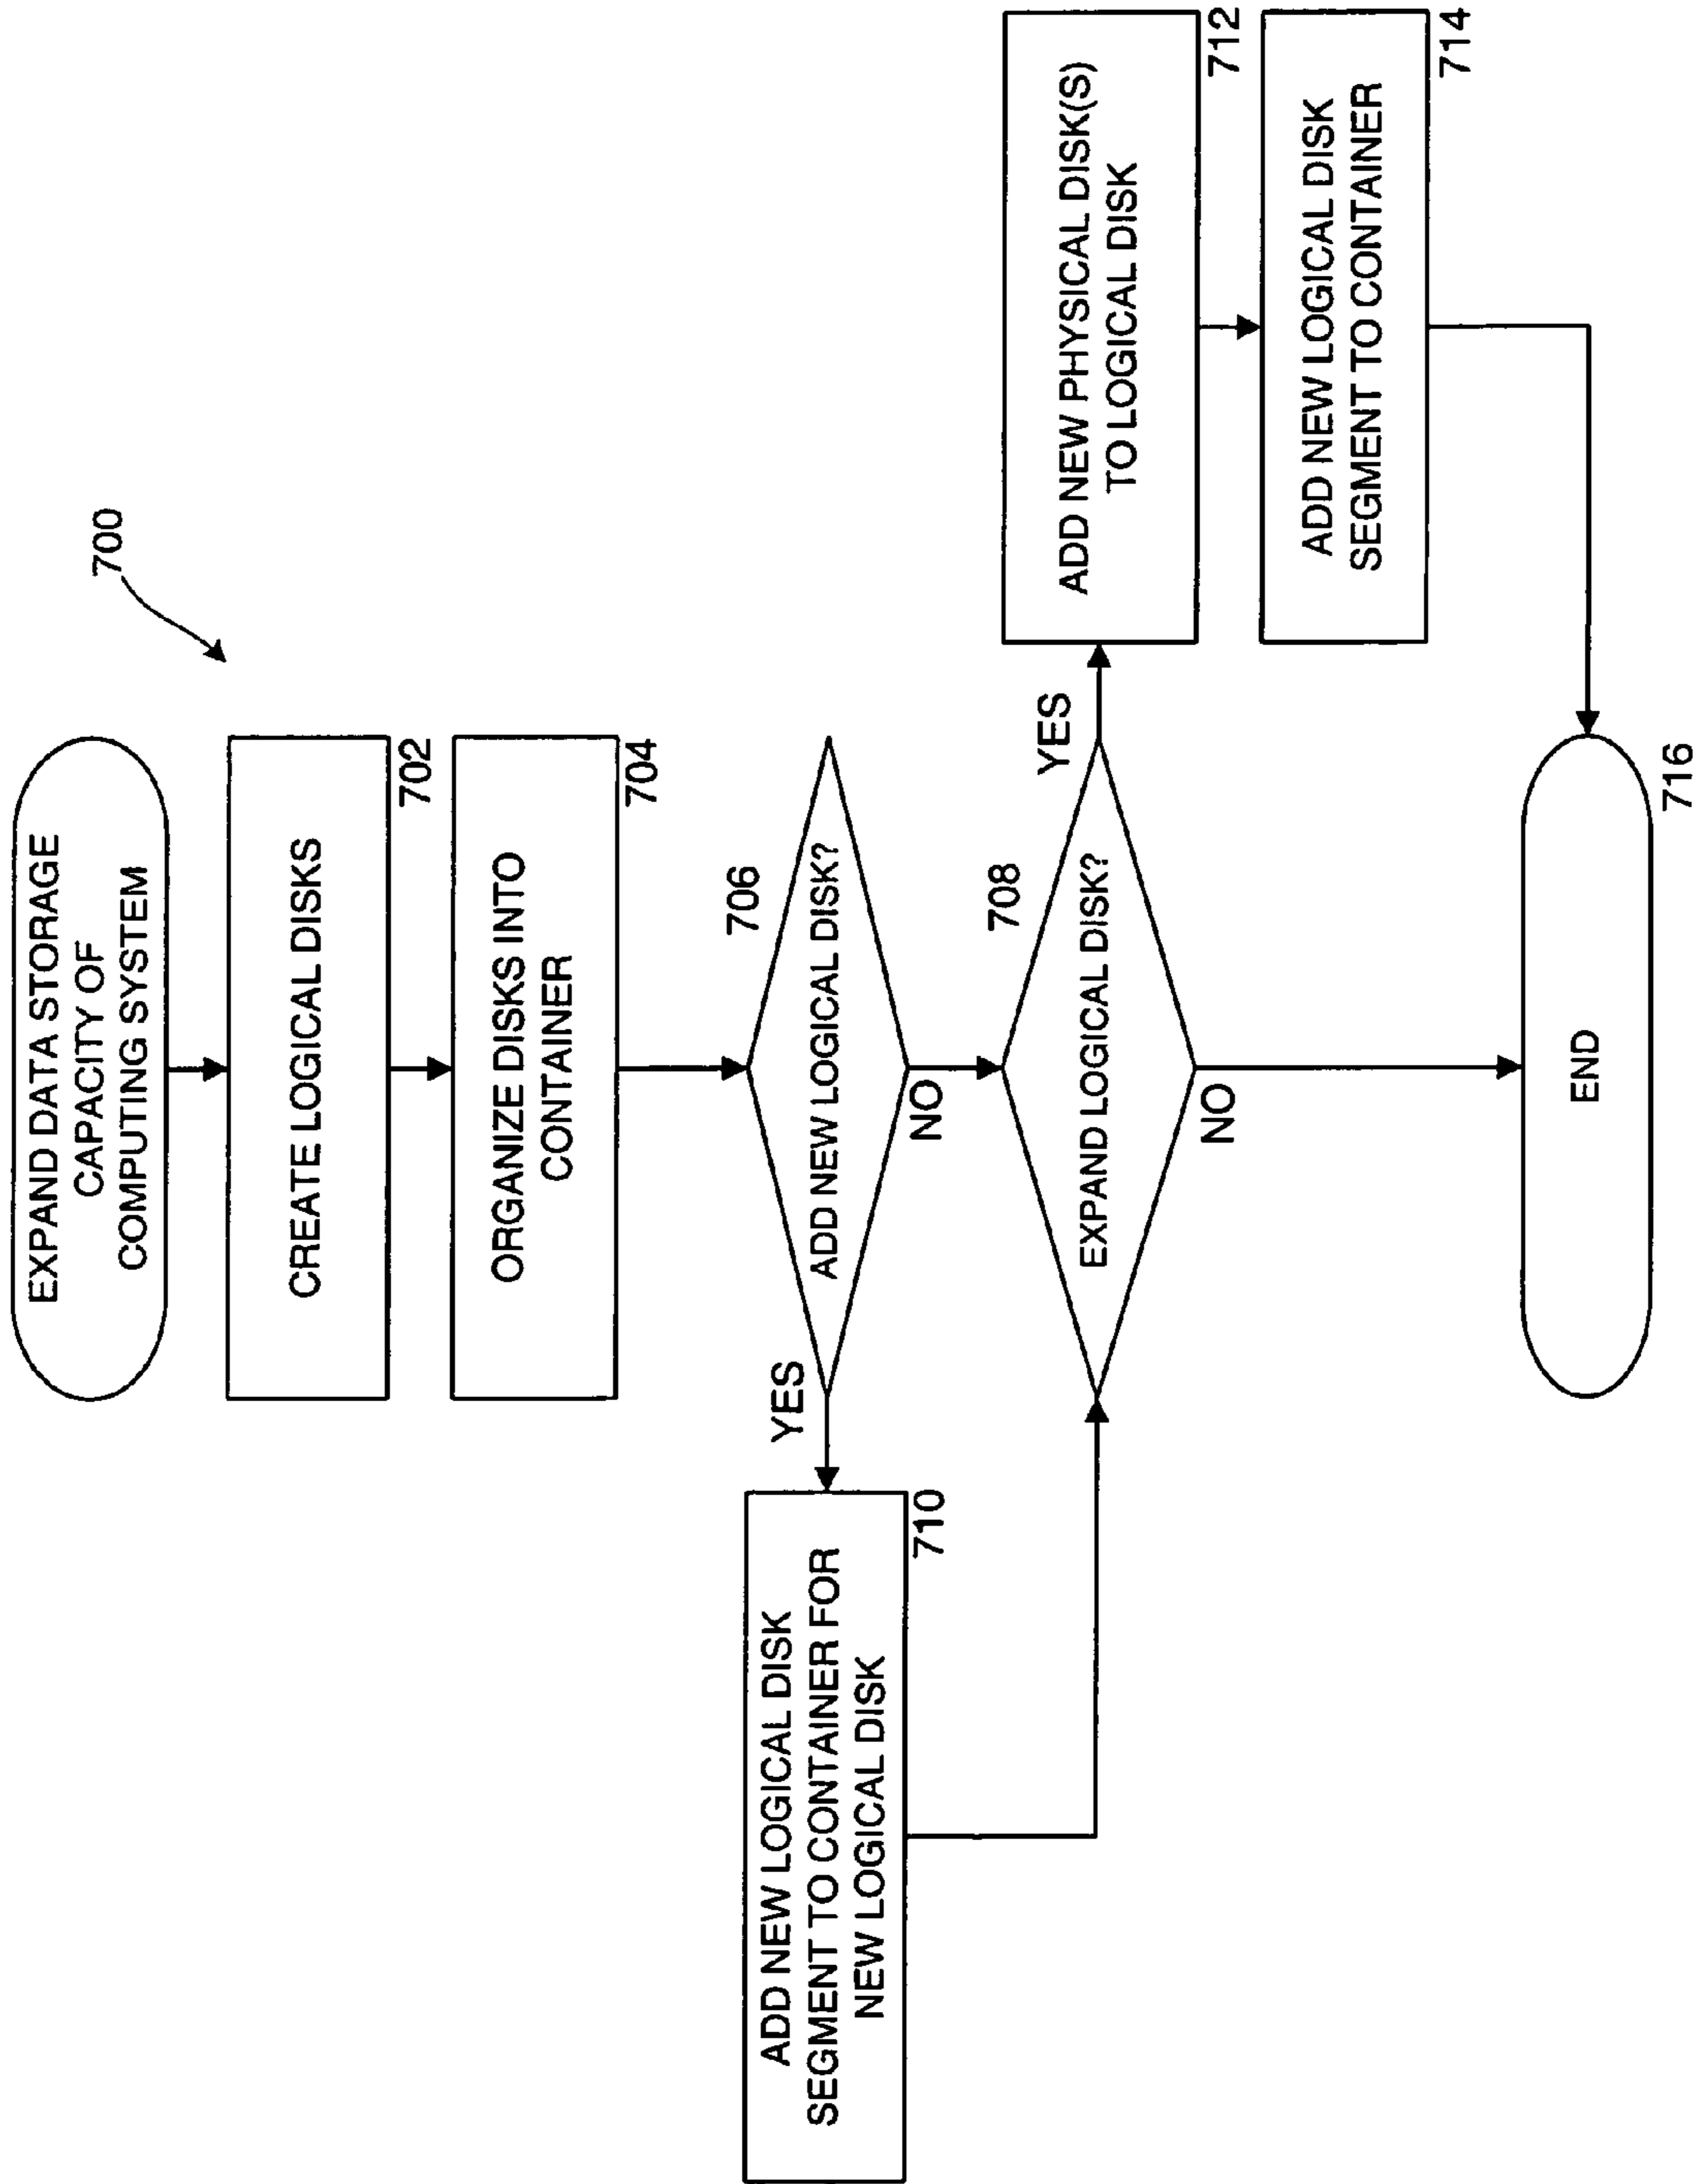 700
EXPAND DATA STORAGE
CAPACITY OF
COMPUTING SYSTEM
CREATE LOGICAL DISKS
702
ORGANIZE DISKS INTO
CONTAINER
704
706
ADD NEW LOGICAL DISK?
YES
NO
ADD NEW LOGICAL DISK
SEGMENT TO CONTAINER FOR
NEW LOGICAL DISK
710
708
EXPAND LOGICAL DISK?
YES
NO
ADD NEW PHYSICAL DISK(S)
TO LOGICAL DISK
712
ADD NEW LOGICAL DISK
SEGMENT TO CONTAINER
714
END
716